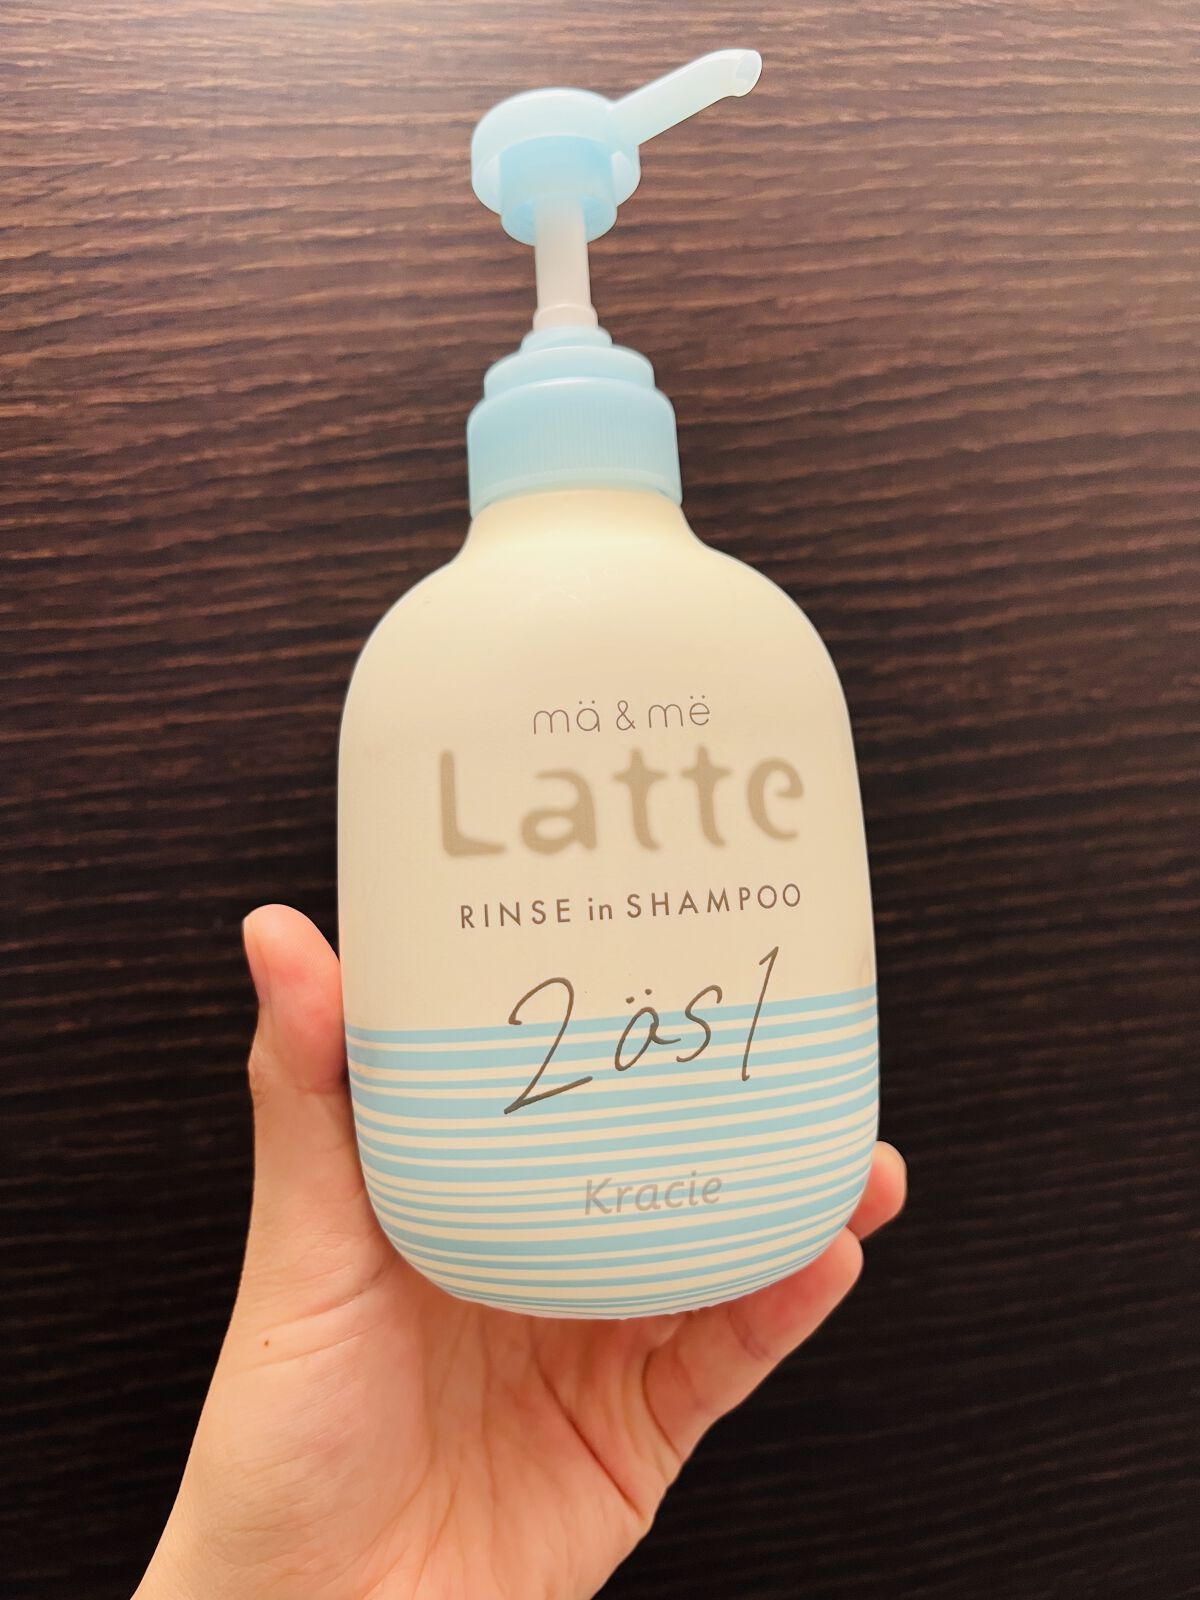 mä & më
Latte
RINSE in SHAMPOO
2äs1
Kracie